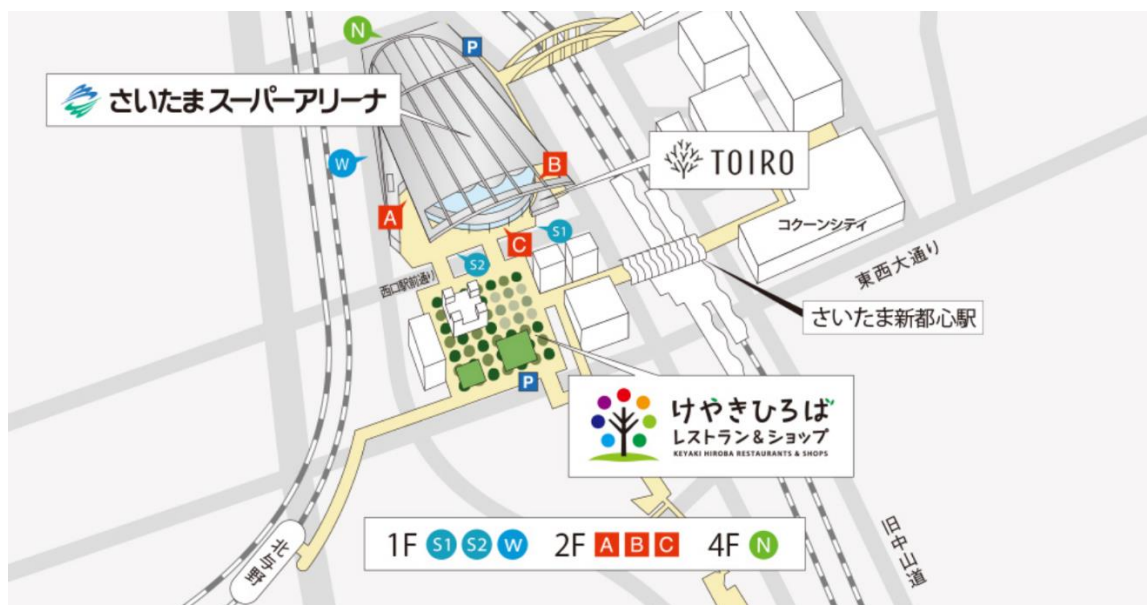 N
P
さいたまスーパーアリーナ
W
B
TOIRO
A
C
S1
S2
コクーンシティ
西口駅前通り
東西大通り
さいたま新都心駅
P
けやきひろば
レストラン&ショップ
KEYAKI HIROBA RESTAURANTS & SHOPS
1F S1 S2 W 2F A B C 4F N
北与野
旧中山道